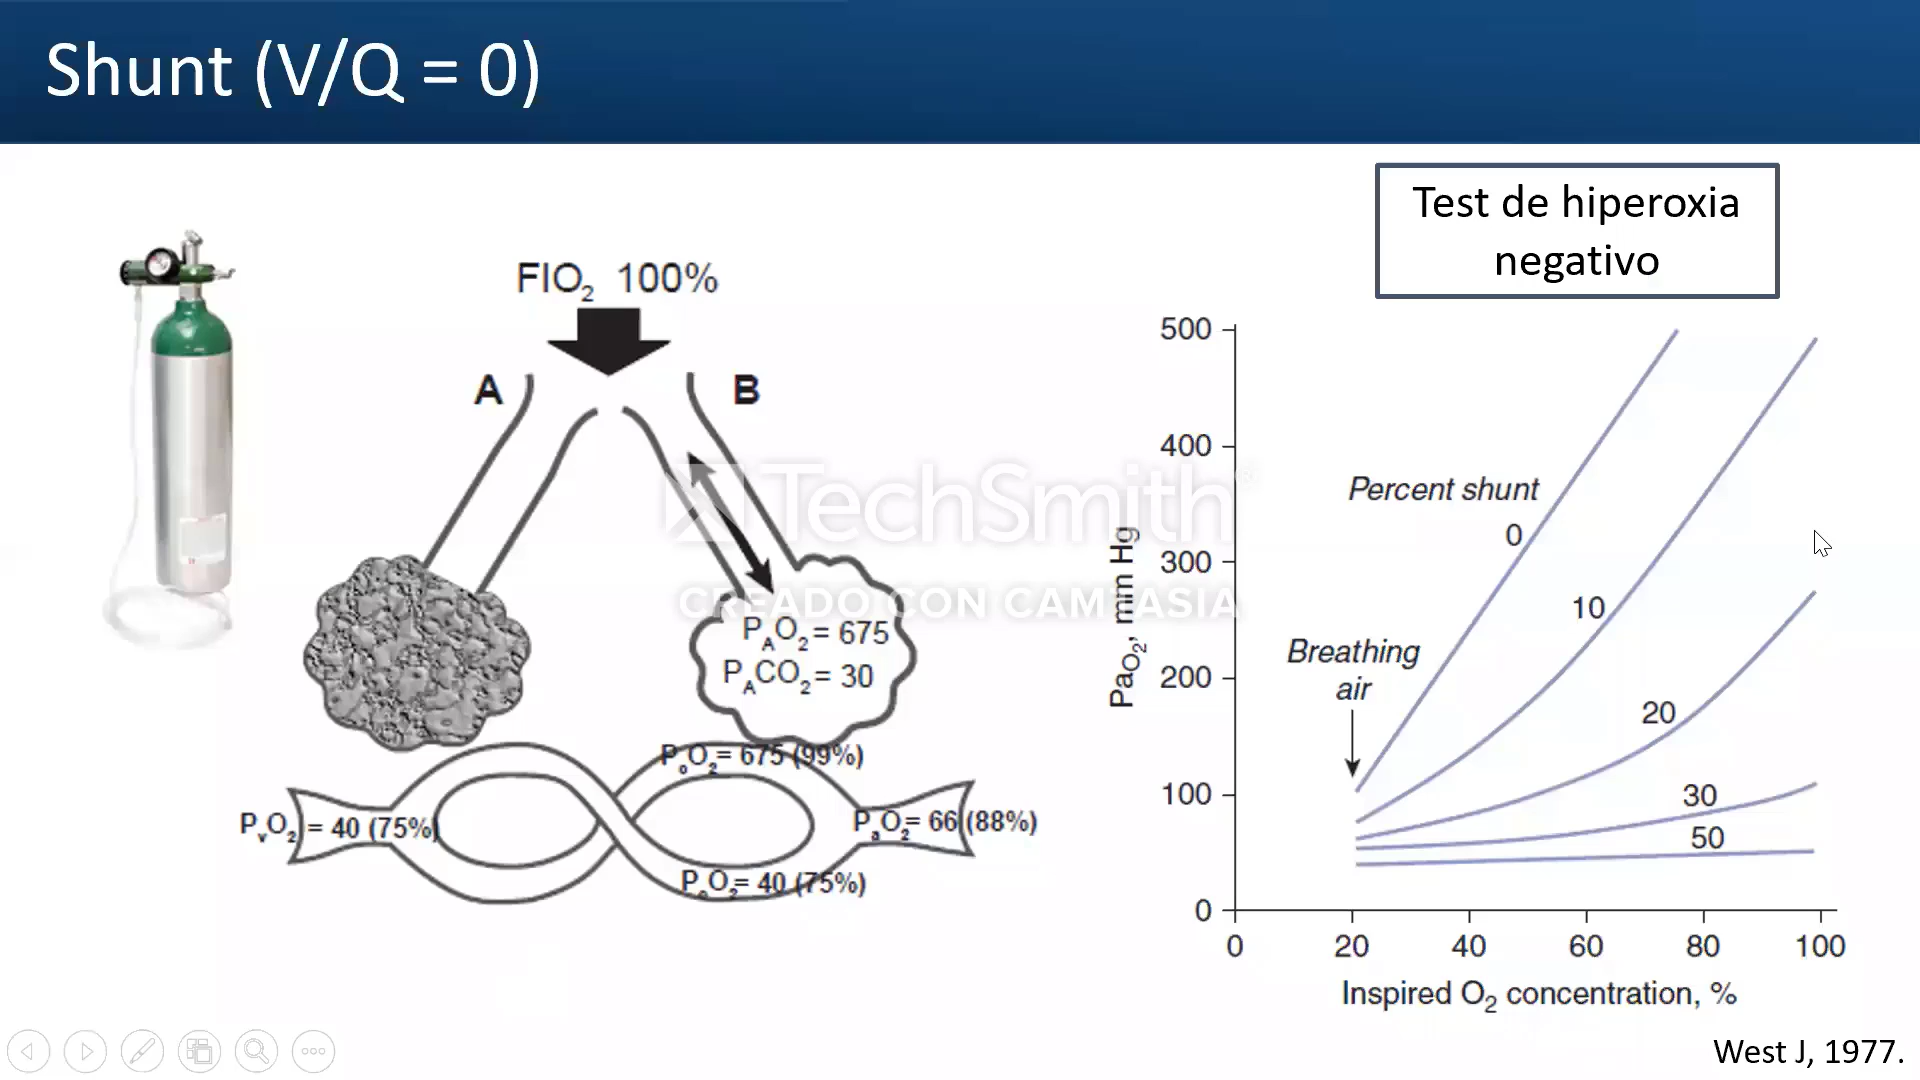 Shunt (V/Q = 0)
Test de hiperoxia
negativo
FIO₂ 100%
A
B
PAO₂ = 675
PACO₂ = 30
PₒO₂ = 675 (99%)
PᵥO₂ = 40 (75%)
PₐO₂ = 66 (88%)
PₒO₂ = 40 (75%)
TechSmith®
CREADO CON CAMTASIA
500
400
300
200
100
0
PaO₂, mm Hg
Percent shunt
0
10
20
30
50
Breathing
air
0 20 40 60 80 100
Inspired O₂ concentration, %
West J, 1977.